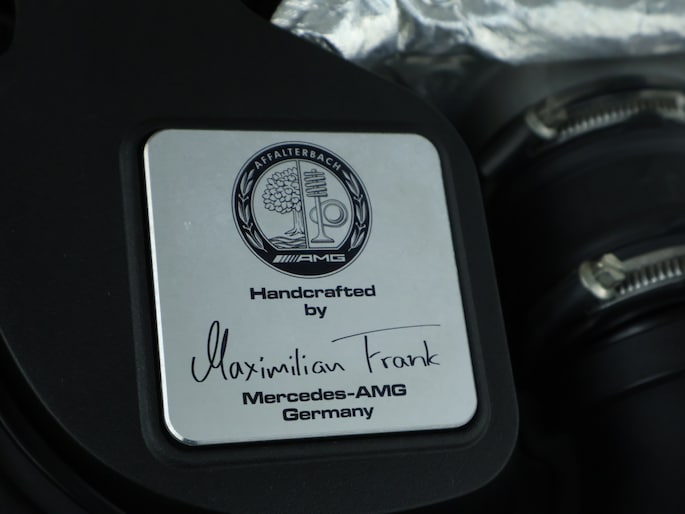 AFFALTERBACH
AMG
Handcrafted
by
Maximilian Frank
Mercedes-AMG
Germany